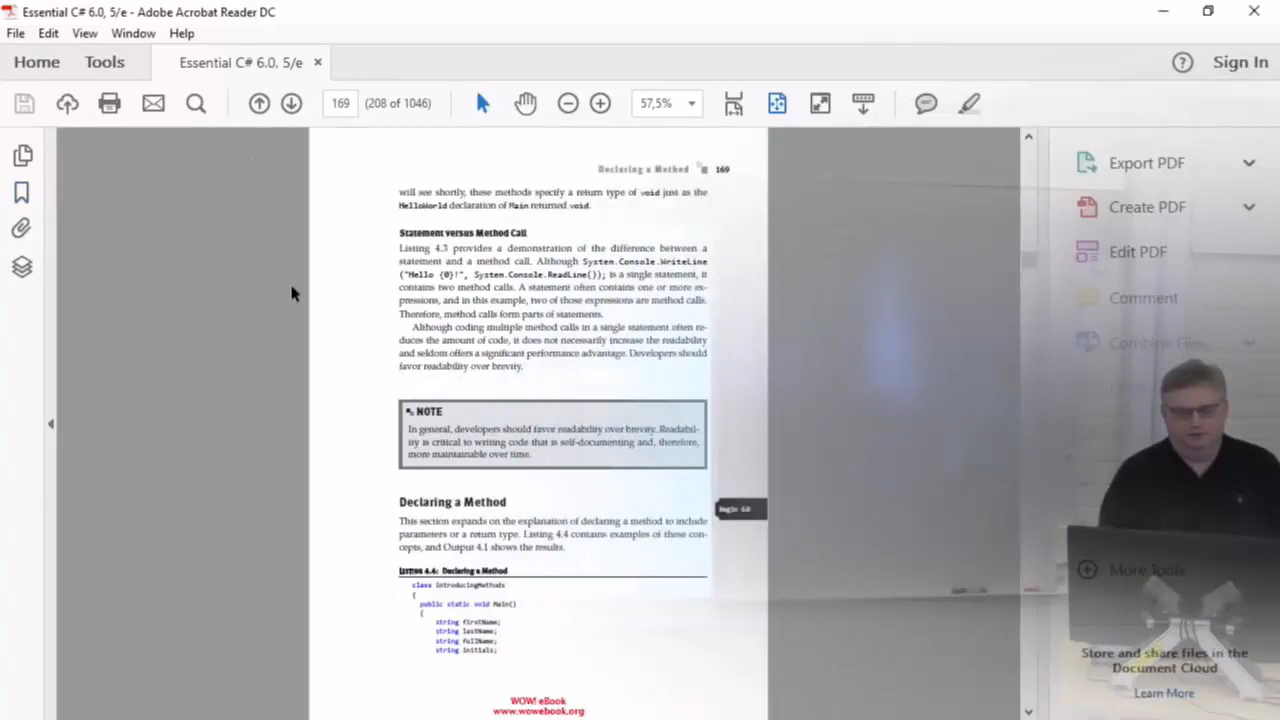 Essential C# 6.0, 5/e - Adobe Acrobat Reader DC
File Edit View Window Help
Home Tools Essential C# 6.0, 5/e × ? Sign In
169 (208 of 1046) 57,5%
Declaring a Method 169
will see shortly, these methods specify a return type of void just as the
HelloWorld declaration of Main returned void.
Statement versus Method Call
Listing 4.3 provides a demonstration of the difference between a
statement and a method call. Although System.Console.WriteLine
("Hello {0}!", System.Console.ReadLine()); is a single statement, it
contains two method calls. A statement often contains one or more ex-
pressions, and in this example, two of those expressions are method calls.
Therefore, method calls form parts of statements.
Although coding multiple method calls in a single statement often re-
duces the amount of code, it does not necessarily increase the readability
and seldom offers a significant performance advantage. Developers should
favor readability over brevity.
NOTE
In general, developers should favor readability over brevity. Readabil-
ity is critical to writing code that is self-documenting and, therefore,
more maintainable over time.
Declaring a Method
Begin 6.0
This section expands on the explanation of declaring a method to include
parameters or a return type. Listing 4.4 contains examples of these con-
cepts, and Output 4.1 shows the results.
LISTING 4.4: Declaring a Method
class IntroducingMethods
{
public static void Main()
{
string firstName;
string lastName;
string fullName;
string initials;
WOW! eBook
www.wowebook.org
Export PDF
Create PDF
Edit PDF
Comment
Combine Files
More Tools
Store and share files in the
Document Cloud
Learn More